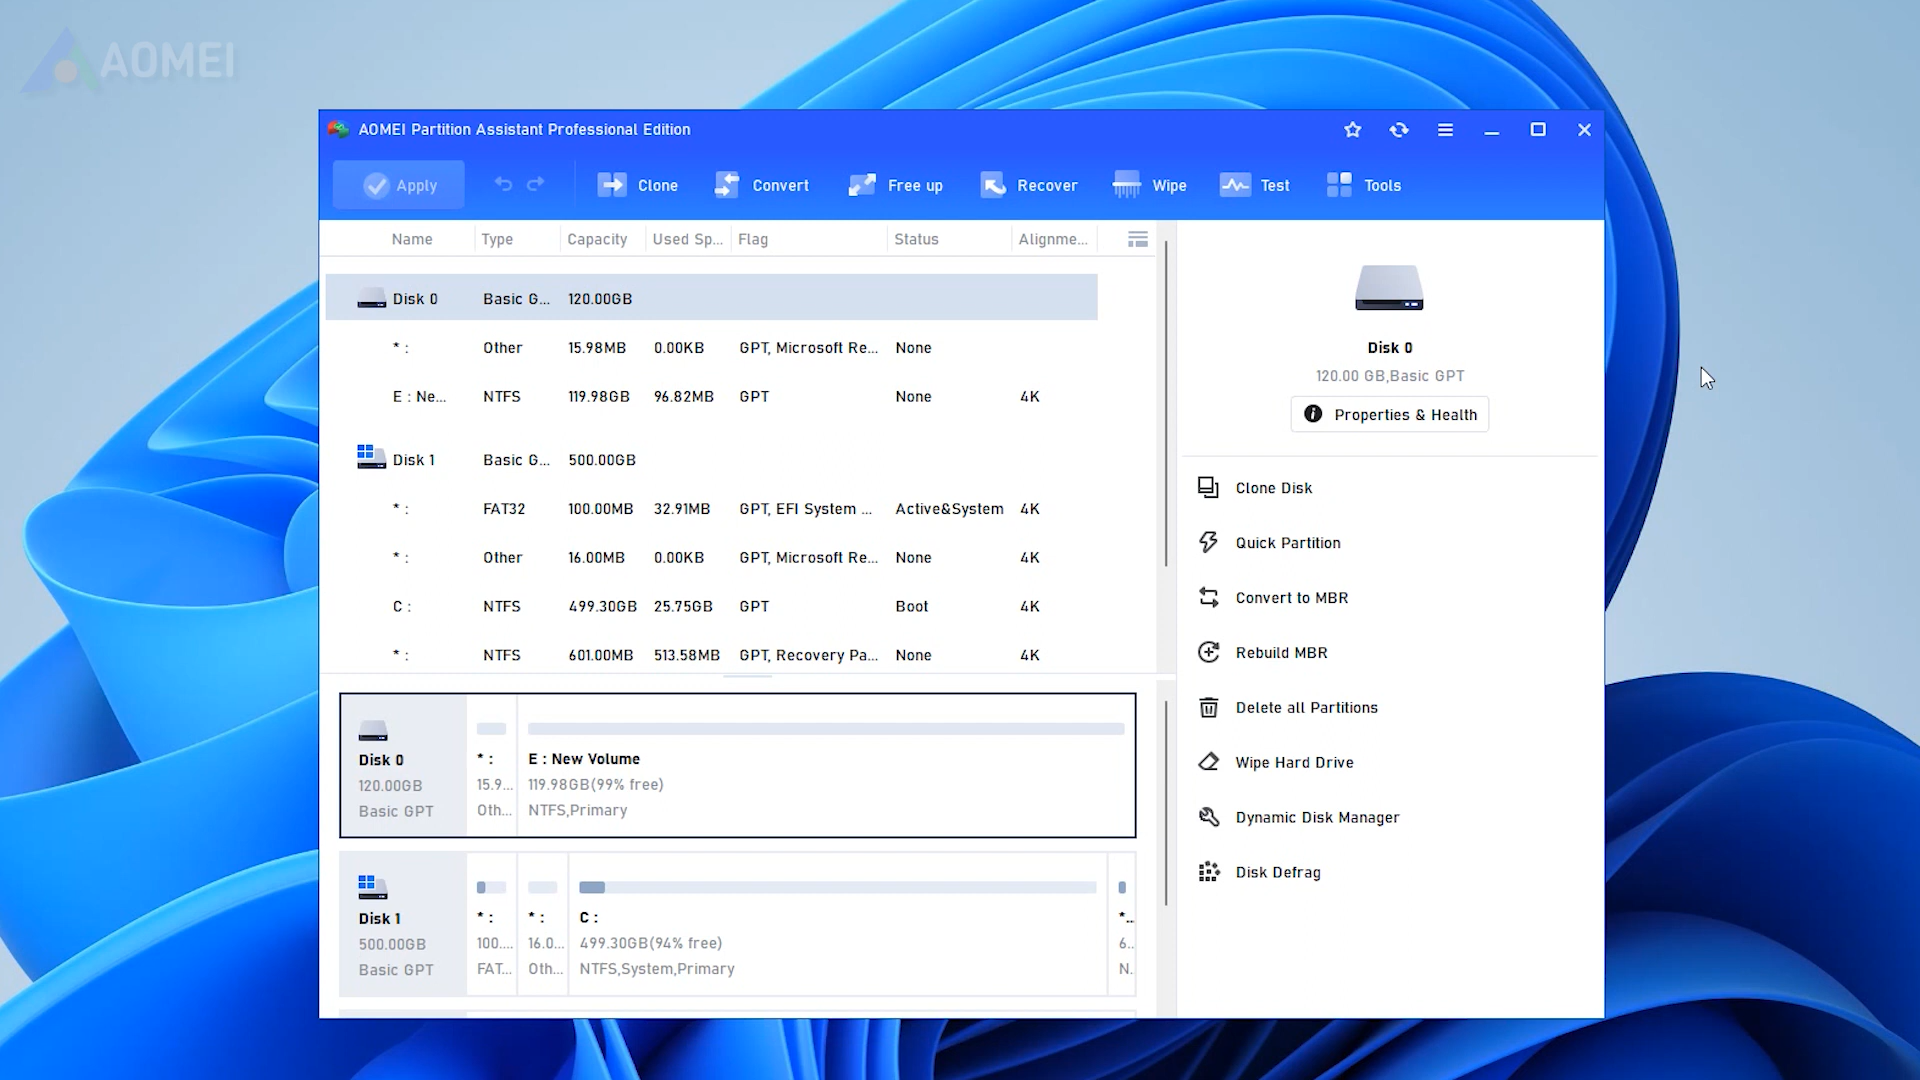 AOMEI
AOMEI Partition Assistant Professional Edition
Apply Clone Convert Free up Recover Wipe Test Tools
Name Type Capacity Used Sp... Flag Status Alignme...
Disk 0 Basic G... 120.00GB
* : Other 15.98MB 0.00KB GPT, Microsoft Re... None
E : Ne... NTFS 119.98GB 96.82MB GPT None 4K
Disk 1 Basic G... 500.00GB
* : FAT32 100.00MB 32.91MB GPT, EFI System ... Active&System 4K
* : Other 16.00MB 0.00KB GPT, Microsoft Re... None 4K
C : NTFS 499.30GB 25.75GB GPT Boot 4K
* : NTFS 601.00MB 513.58MB GPT, Recovery Pa... None 4K
Disk 0
120.00GB
Basic GPT
* :
15.9...
Oth...
E : New Volume
119.98GB(99% free)
NTFS,Primary
Disk 1
500.00GB
Basic GPT
* :
100....
FAT...
* :
16.0...
Oth...
C :
499.30GB(94% free)
NTFS,System,Primary
*..
6..
N.
Disk 0
120.00 GB,Basic GPT
Properties & Health
Clone Disk
Quick Partition
Convert to MBR
Rebuild MBR
Delete all Partitions
Wipe Hard Drive
Dynamic Disk Manager
Disk Defrag